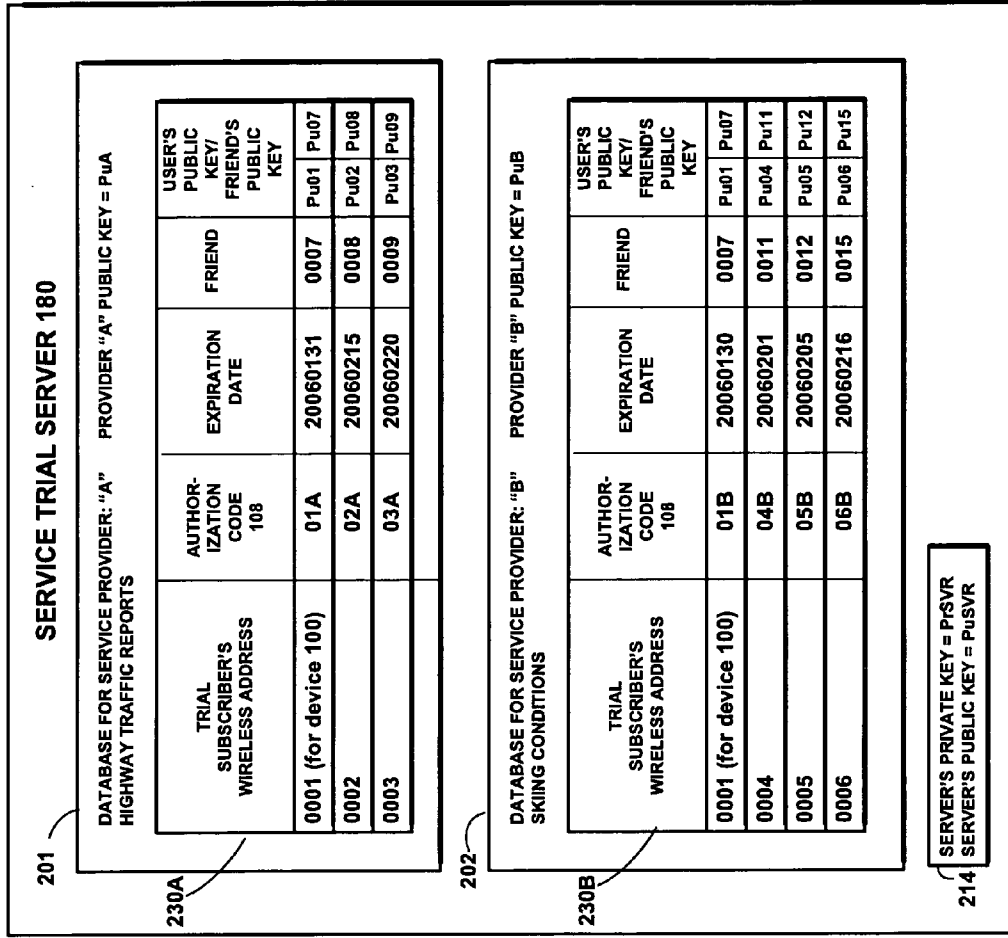 SERVICE TRIAL SERVER 180
201
DATABASE FOR SERVICE PROVIDER: "A" PROVIDER "A" PUBLIC KEY = PuA
HIGHWAY TRAFFIC REPORTS
230A
TRIAL SUBSCRIBER'S WIRELESS ADDRESS AUTHOR-IZATION CODE 108 EXPIRATION DATE FRIEND USER'S PUBLIC KEY/ FRIEND'S PUBLIC KEY
0001 (for device 100) 01A 20060131 0007 Pu01 Pu07
0002 02A 20060215 0008 Pu02 Pu08
0003 03A 20060220 0009 Pu03 Pu09
202
DATABASE FOR SERVICE PROVIDER: "B" PROVIDER "B" PUBLIC KEY = PuB
SKIING CONDITIONS
230B
TRIAL SUBSCRIBER'S WIRELESS ADDRESS AUTHOR-IZATION CODE 108 EXPIRATION DATE FRIEND USER'S PUBLIC KEY/ FRIEND'S PUBLIC KEY
0001 (for device 100) 01B 20060130 0007 Pu01 Pu07
0004 04B 20060201 0011 Pu04 Pu11
0005 05B 20060205 0012 Pu05 Pu12
0006 06B 20060216 0015 Pu06 Pu15
214
SERVER'S PRIVATE KEY = PrSVR
SERVER'S PUBLIC KEY = PuSVR